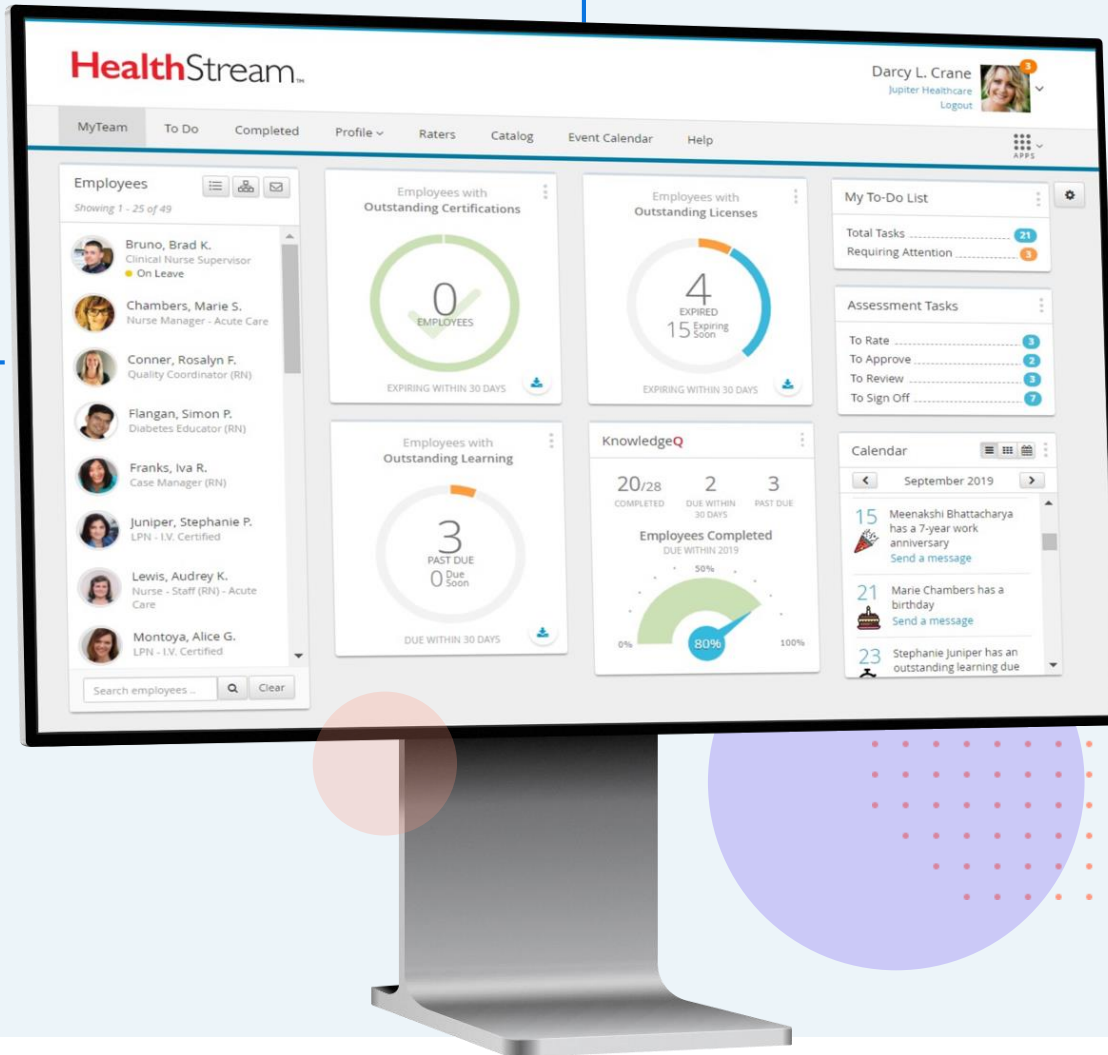 HealthStream™
Darcy L. Crane
3
Jupiter Healthcare
Logout
MyTeam To Do Completed Profile Raters Catalog Event Calendar Help
APPS
Employees
Showing 1 - 25 of 49
Bruno, Brad K.
Clinical Nurse Supervisor
On Leave
Chambers, Marie S.
Nurse Manager - Acute Care
Conner, Rosalyn F.
Quality Coordinator (RN)
Flangan, Simon P.
Diabetes Educator (RN)
Franks, Iva R.
Case Manager (RN)
Juniper, Stephanie P.
LPN - I.V. Certified
Lewis, Audrey K.
Nurse - Staff (RN) - Acute
Care
Montoya, Alice G.
LPN - I.V. Certified
Search employees ..
Clear
Employees with
Outstanding Certifications
0
EMPLOYEES
EXPIRING WITHIN 30 DAYS
Employees with
Outstanding Licenses
4
EXPIRED
15 Expiring
Soon
EXPIRING WITHIN 30 DAYS
Employees with
Outstanding Learning
3
PAST DUE
0 Due
Soon
DUE WITHIN 30 DAYS
KnowledgeQ
20/28 2 3
COMPLETED DUE WITHIN PAST DUE
30 DAYS
Employees Completed
DUE WITHIN 2019
50%
0% 80% 100%
My To-Do List
Total Tasks 21
Requiring Attention 3
Assessment Tasks
To Rate 3
To Approve 2
To Review 3
To Sign Off 7
Calendar
September 2019
15 Meenakshi Bhattacharya
has a 7-year work
anniversary
Send a message
21 Marie Chambers has a
birthday
Send a message
23 Stephanie Juniper has an
outstanding learning due